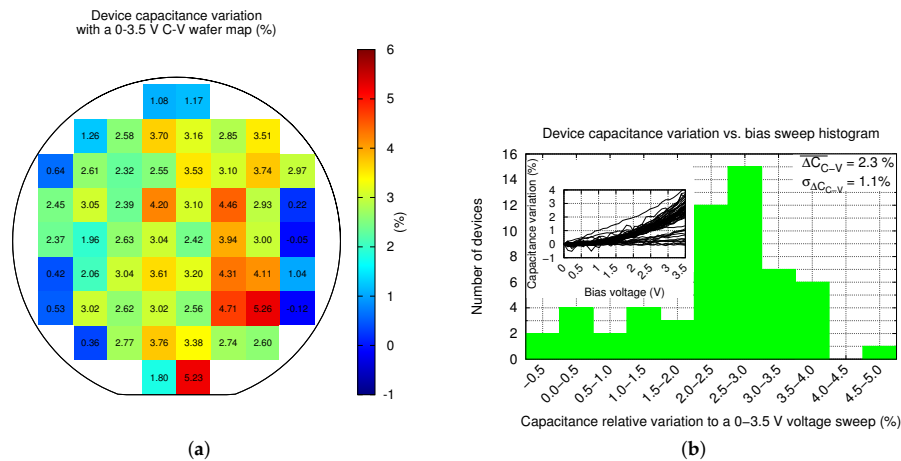 Device capacitance variation
with a 0-3.5 V C-V wafer map (%)
6
5
4
3
2
1
0
-1
(%)
1.08 1.17
1.26 2.58 3.70 3.16 2.85 3.51
0.64 2.61 2.32 2.55 3.53 3.10 3.74 2.97
2.45 3.05 2.39 4.20 3.10 4.46 2.93 0.22
2.37 1.96 2.63 3.04 2.42 3.94 3.00 -0.05
0.42 2.06 3.04 3.61 3.20 4.31 4.11 1.04
0.53 3.02 2.62 3.02 2.56 4.71 5.26 -0.12
0.36 2.77 3.76 3.38 2.74 2.60
1.80 5.23
(a)
Device capacitance variation vs. bias sweep histogram
Number of devices
16
14
12
10
8
6
4
2
0
ΔC_C−V = 2.3 %
σ_ΔC_C−V = 1.1%
Capacitance variation (%)
4
3
2
1
0
−1
0 0.5 1 1.5 2 2.5 3 3.5
Bias voltage (V)
−0.5 0.0−0.5 0.5−1.0 1.0−1.5 1.5−2.0 2.0−2.5 2.5−3.0 3.0−3.5 3.5−4.0 4.0−4.5 4.5−5.0
Capacitance relative variation to a 0−3.5 V voltage sweep (%)
(b)